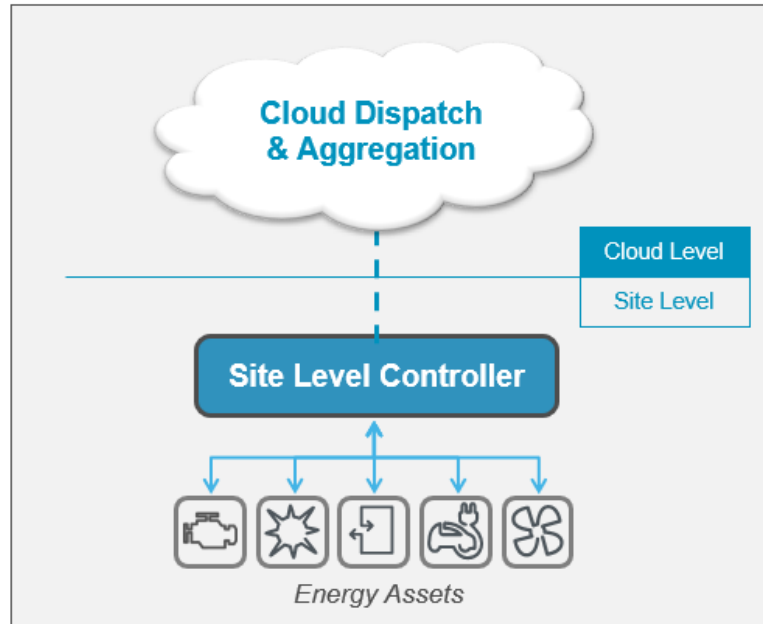 Cloud Dispatch
& Aggregation
Cloud Level
Site Level
Site Level Controller
Energy Assets